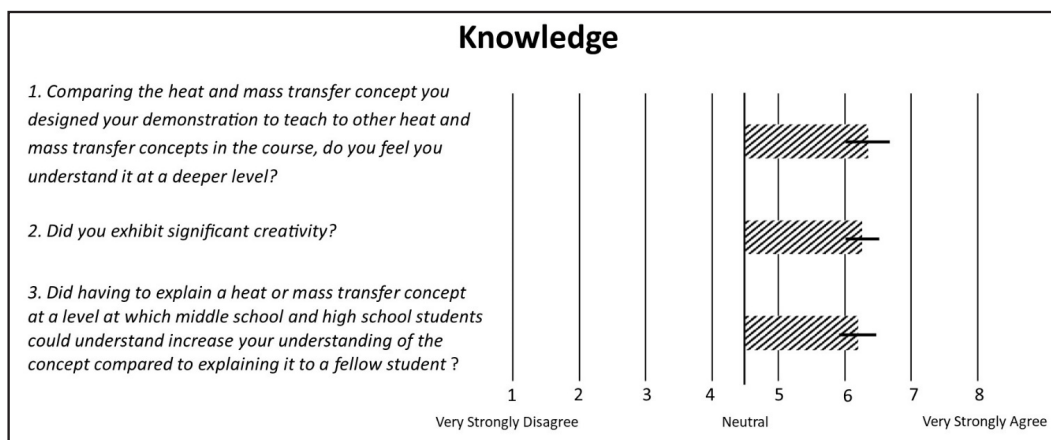 Knowledge
1. Comparing the heat and mass transfer concept you
designed your demonstration to teach to other heat and
mass transfer concepts in the course, do you feel you
understand it at a deeper level?
2. Did you exhibit significant creativity?
3. Did having to explain a heat or mass transfer concept
at a level at which middle school and high school students
could understand increase your understanding of the
concept compared to explaining it to a fellow student ?
1 2 3 4 5 6 7 8
Very Strongly Disagree Neutral Very Strongly Agree